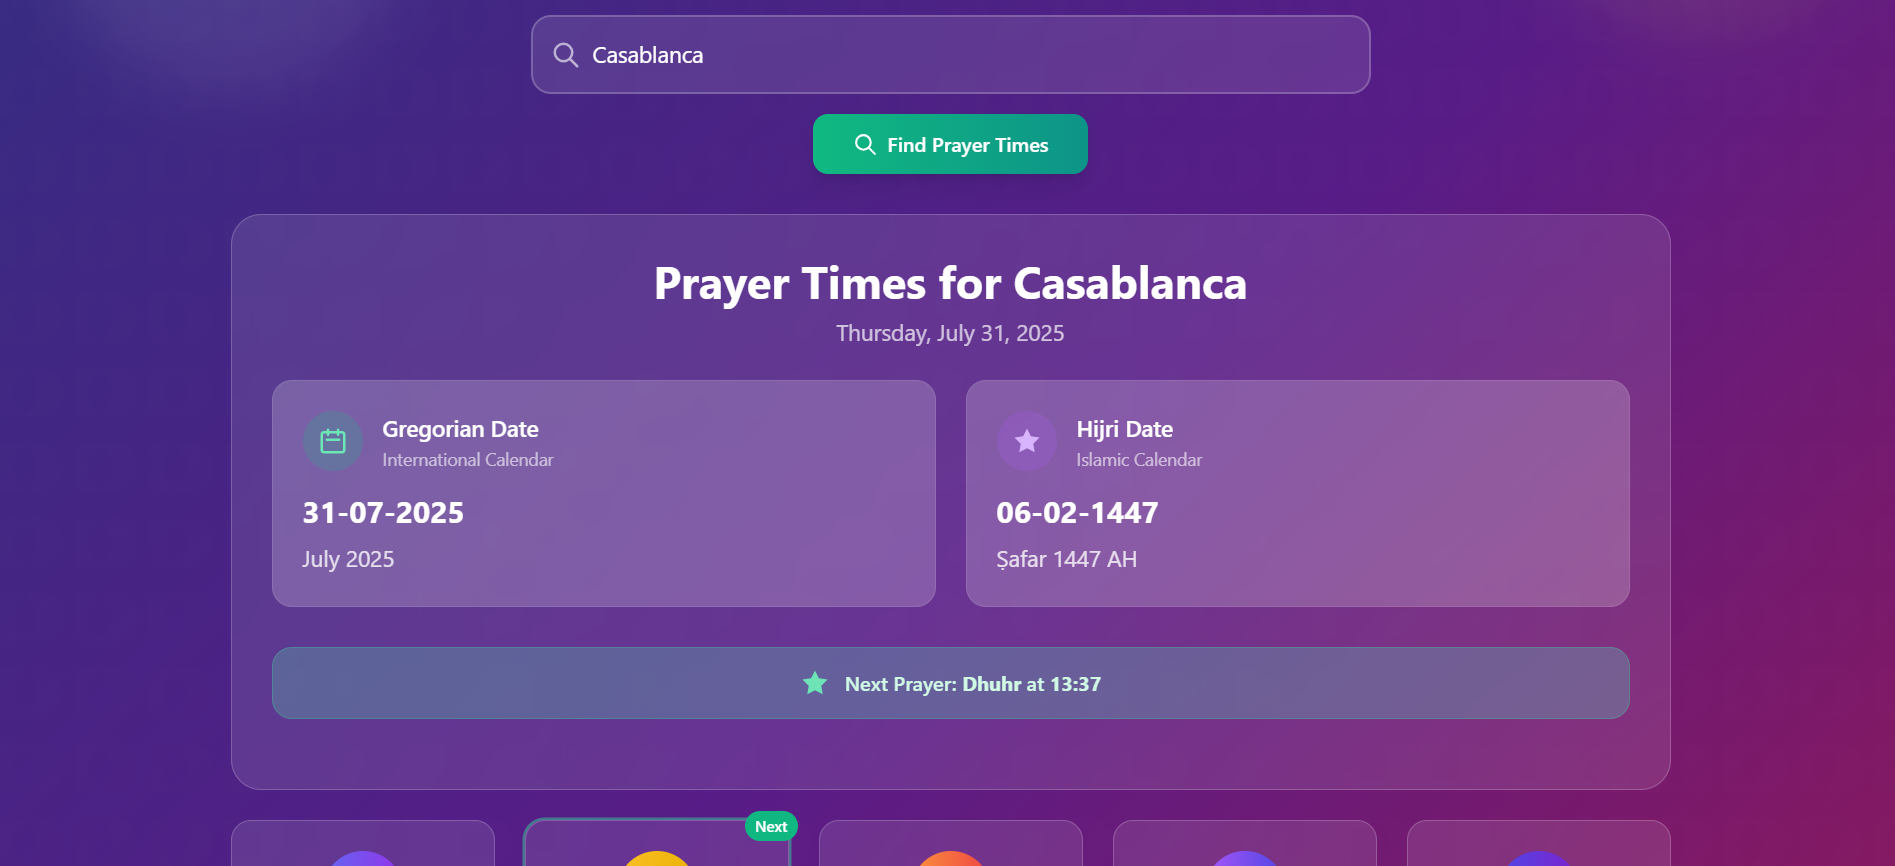 Casablanca
Find Prayer Times
Prayer Times for Casablanca
Thursday, July 31, 2025
Gregorian Date
International Calendar
31-07-2025
July 2025
Hijri Date
Islamic Calendar
06-02-1447
Ṣafar 1447 AH
Next Prayer: Dhuhr at 13:37
Next